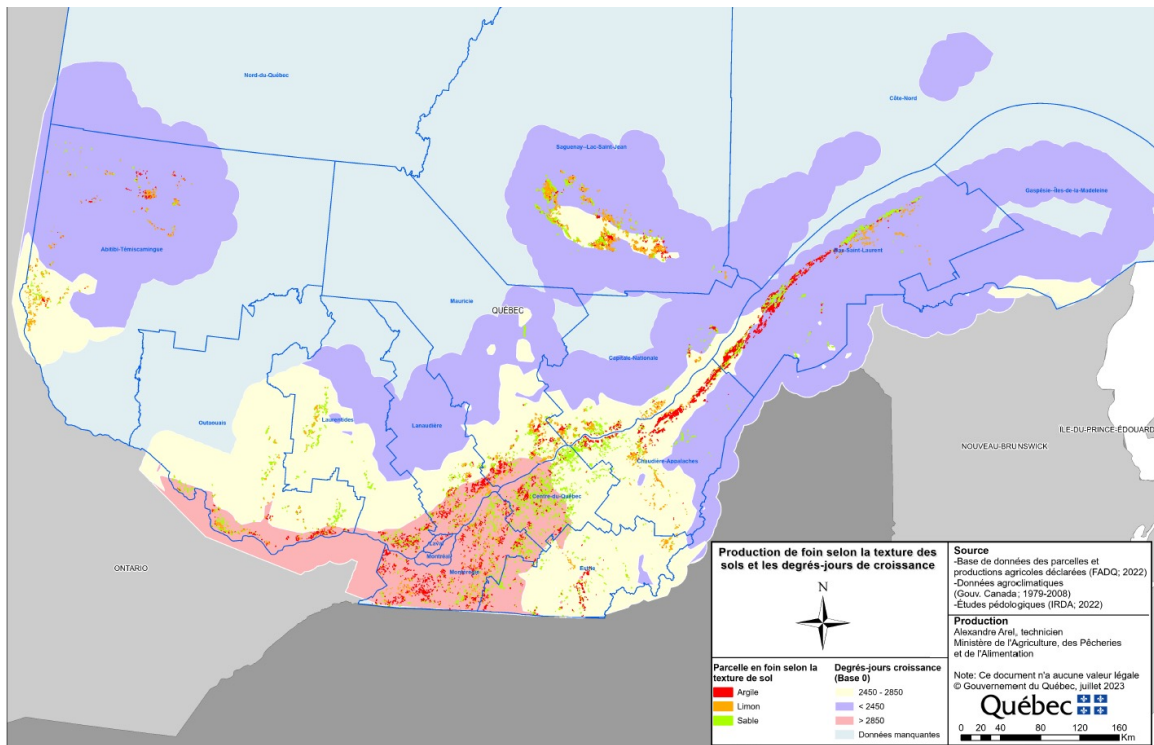 Nord-du-Québec
Côte-Nord
Saguenay--Lac-Saint-Jean
Gaspésie--Îles-de-la-Madeleine
Abitibi-Témiscamingue
Bas-Saint-Laurent
Mauricie
QUÉBEC
Capitale-Nationale
Outaouais
Laurentides
Lanaudière
ILE-DU-PRINCE-ÉDOUARD
NOUVEAU-BRUNSWICK
Chaudière-Appalaches
Centre-du-Québec
Laval
Montréal
ONTARIO
Montérégie
Estrie
Production de foin selon la texture des
sols et les degrés-jours de croissance
N
Parcelle en foin selon la
texture de sol
Argile
Limon
Sable
Degrés-jours croissance
(Base 0)
2450 - 2850
< 2450
> 2850
Données manquantes
Source
-Base de données des parcelles et
productions agricoles déclarées (FADQ; 2022)
-Données agroclimatiques
(Gouv. Canada; 1979-2008)
-Études pédologiques (IRDA; 2022)
Production
Alexandre Arel, technicien
Ministère de l'Agriculture, des Pêcheries
et de l'Alimentation
Note: Ce document n'a aucune valeur légale
© Gouvernement du Québec, juillet 2023
Québec
0 20 40 80 120 160
Km